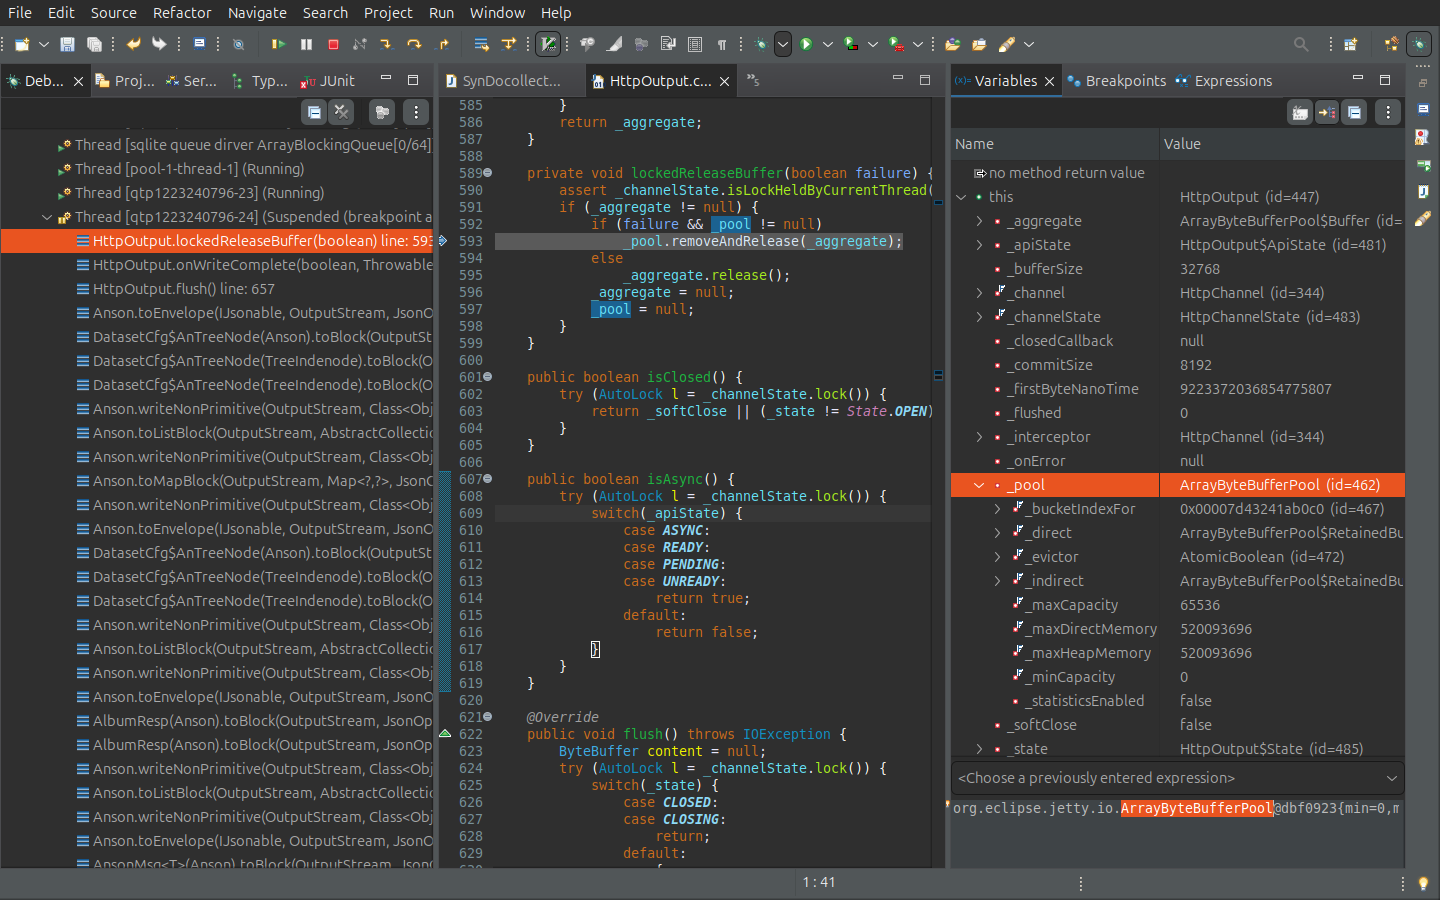 File Edit Source Refactor Navigate Search Project Run Window Help
Deb... Proj... Ser... Typ... JUnit
Thread [sqlite queue dirver ArrayBlockingQueue[0/64]
Thread [pool-1-thread-1] (Running)
Thread [qtp1223240796-23] (Running)
Thread [qtp1223240796-24] (Suspended (breakpoint a
HttpOutput.lockedReleaseBuffer(boolean) line: 593
HttpOutput.onWriteComplete(boolean, Throwable
HttpOutput.flush() line: 657
Anson.toEnvelope(IJsonable, OutputStream, JsonO
DatasetCfg$AnTreeNode(Anson).toBlock(OutputSt
DatasetCfg$AnTreeNode(TreeIndenode).toBlock(O
DatasetCfg$AnTreeNode(TreeIndenode).toBlock(O
Anson.writeNonPrimitive(OutputStream, Class<Obj
Anson.toListBlock(OutputStream, AbstractCollectio
Anson.writeNonPrimitive(OutputStream, Class<Obj
Anson.toMapBlock(OutputStream, Map<?,?>, JsonO
Anson.writeNonPrimitive(OutputStream, Class<Obj
Anson.toEnvelope(IJsonable, OutputStream, JsonO
DatasetCfg$AnTreeNode(Anson).toBlock(OutputSt
DatasetCfg$AnTreeNode(TreeIndenode).toBlock(O
DatasetCfg$AnTreeNode(TreeIndenode).toBlock(O
Anson.writeNonPrimitive(OutputStream, Class<Obj
Anson.toListBlock(OutputStream, AbstractCollectio
Anson.writeNonPrimitive(OutputStream, Class<Obj
Anson.toEnvelope(IJsonable, OutputStream, JsonO
AlbumResp(Anson).toBlock(OutputStream, JsonOp
AlbumResp(Anson).toBlock(OutputStream, JsonOp
Anson.writeNonPrimitive(OutputStream, Class<Obj
Anson.toListBlock(OutputStream, AbstractCollectio
Anson.writeNonPrimitive(OutputStream, Class<Obj
Anson.toEnvelope(IJsonable, OutputStream, JsonO
AnsonMsg<T>(Anson).toBlock(OutputStream, JsonO
SynDocollect... HttpOutput.c... »5
585 }
586 return _aggregate;
587 }
588
589 private void lockedReleaseBuffer(boolean failure) {
590 assert _channelState.isLockHeldByCurrentThread(
591 if (_aggregate != null) {
592 if (failure && _pool != null)
593 _pool.removeAndRelease(_aggregate);
594 else
595 _aggregate.release();
596 _aggregate = null;
597 _pool = null;
598 }
599 }
600
601 public boolean isClosed() {
602 try (AutoLock l = _channelState.lock()) {
603 return _softClose || (_state != State.OPEN)
604 }
605 }
606
607 public boolean isAsync() {
608 try (AutoLock l = _channelState.lock()) {
609 switch(_apiState) {
610 case ASYNC:
611 case READY:
612 case PENDING:
613 case UNREADY:
614 return true;
615 default:
616 return false;
617 }
618 }
619 }
620
621 @Override
622 public void flush() throws IOException {
623 ByteBuffer content = null;
624 try (AutoLock l = _channelState.lock()) {
625 switch(_state) {
626 case CLOSED:
627 case CLOSING:
628 return;
629 default:
(x)= Variables Breakpoints Expressions
Name Value
no method return value
this HttpOutput (id=447)
_aggregate ArrayByteBufferPool$Buffer (id=
_apiState HttpOutput$ApiState (id=481)
_bufferSize 32768
_channel HttpChannel (id=344)
_channelState HttpChannelState (id=483)
_closedCallback null
_commitSize 8192
_firstByteNanoTime 9223372036854775807
_flushed 0
_interceptor HttpChannel (id=344)
_onError null
_pool ArrayByteBufferPool (id=462)
_bucketIndexFor 0x00007d43241ab0c0 (id=467)
_direct ArrayByteBufferPool$RetainedBu
_evictor AtomicBoolean (id=472)
_indirect ArrayByteBufferPool$RetainedBu
_maxCapacity 65536
_maxDirectMemory 520093696
_maxHeapMemory 520093696
_minCapacity 0
_statisticsEnabled false
_softClose false
_state HttpOutput$State (id=485)
<Choose a previously entered expression>
org.eclipse.jetty.io.ArrayByteBufferPool@dbf0923{min=0,m
1 : 41